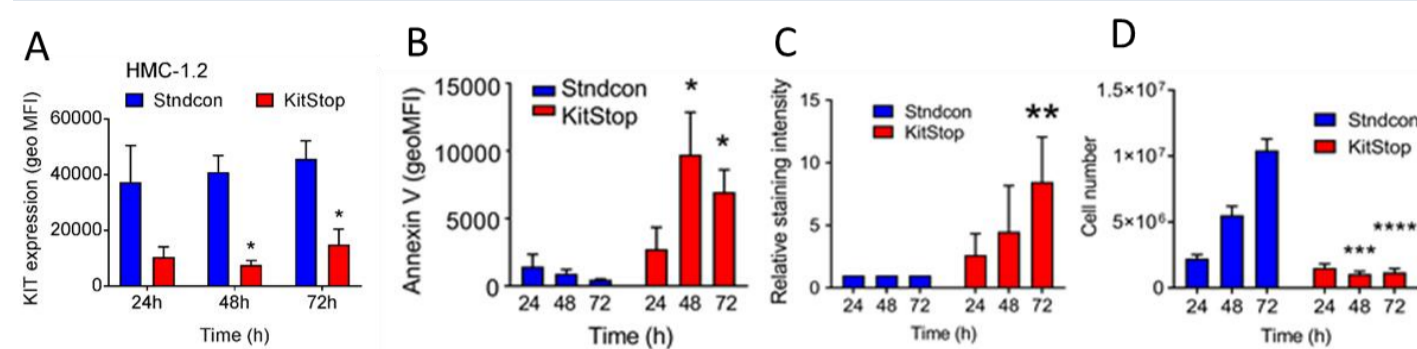 A
HMC-1.2
Stndcon KitStop
KIT expression (geo MFI)
60000
40000
20000
0
*
*
24h 48h 72h
Time (h)
B
Stndcon
KitStop
Annexin V (geoMFI)
15000
10000
5000
0
*
*
24 48 72 24 48 72
Time (h)
C
Stndcon
KitStop
Relative staining intensity
15
10
5
0
**
24 48 72 24 48 72
Time (h)
D
Stndcon
KitStop
Cell number
1.5×10⁷
1×10⁷
5×10⁶
0
***
****
24 48 72 24 48 72
Time (h)